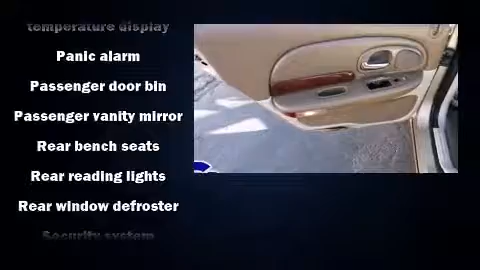 temperature display
Panic alarm
Passenger door bin
Passenger vanity mirror
Rear bench seats
Rear reading lights
Rear window defroster
Security system